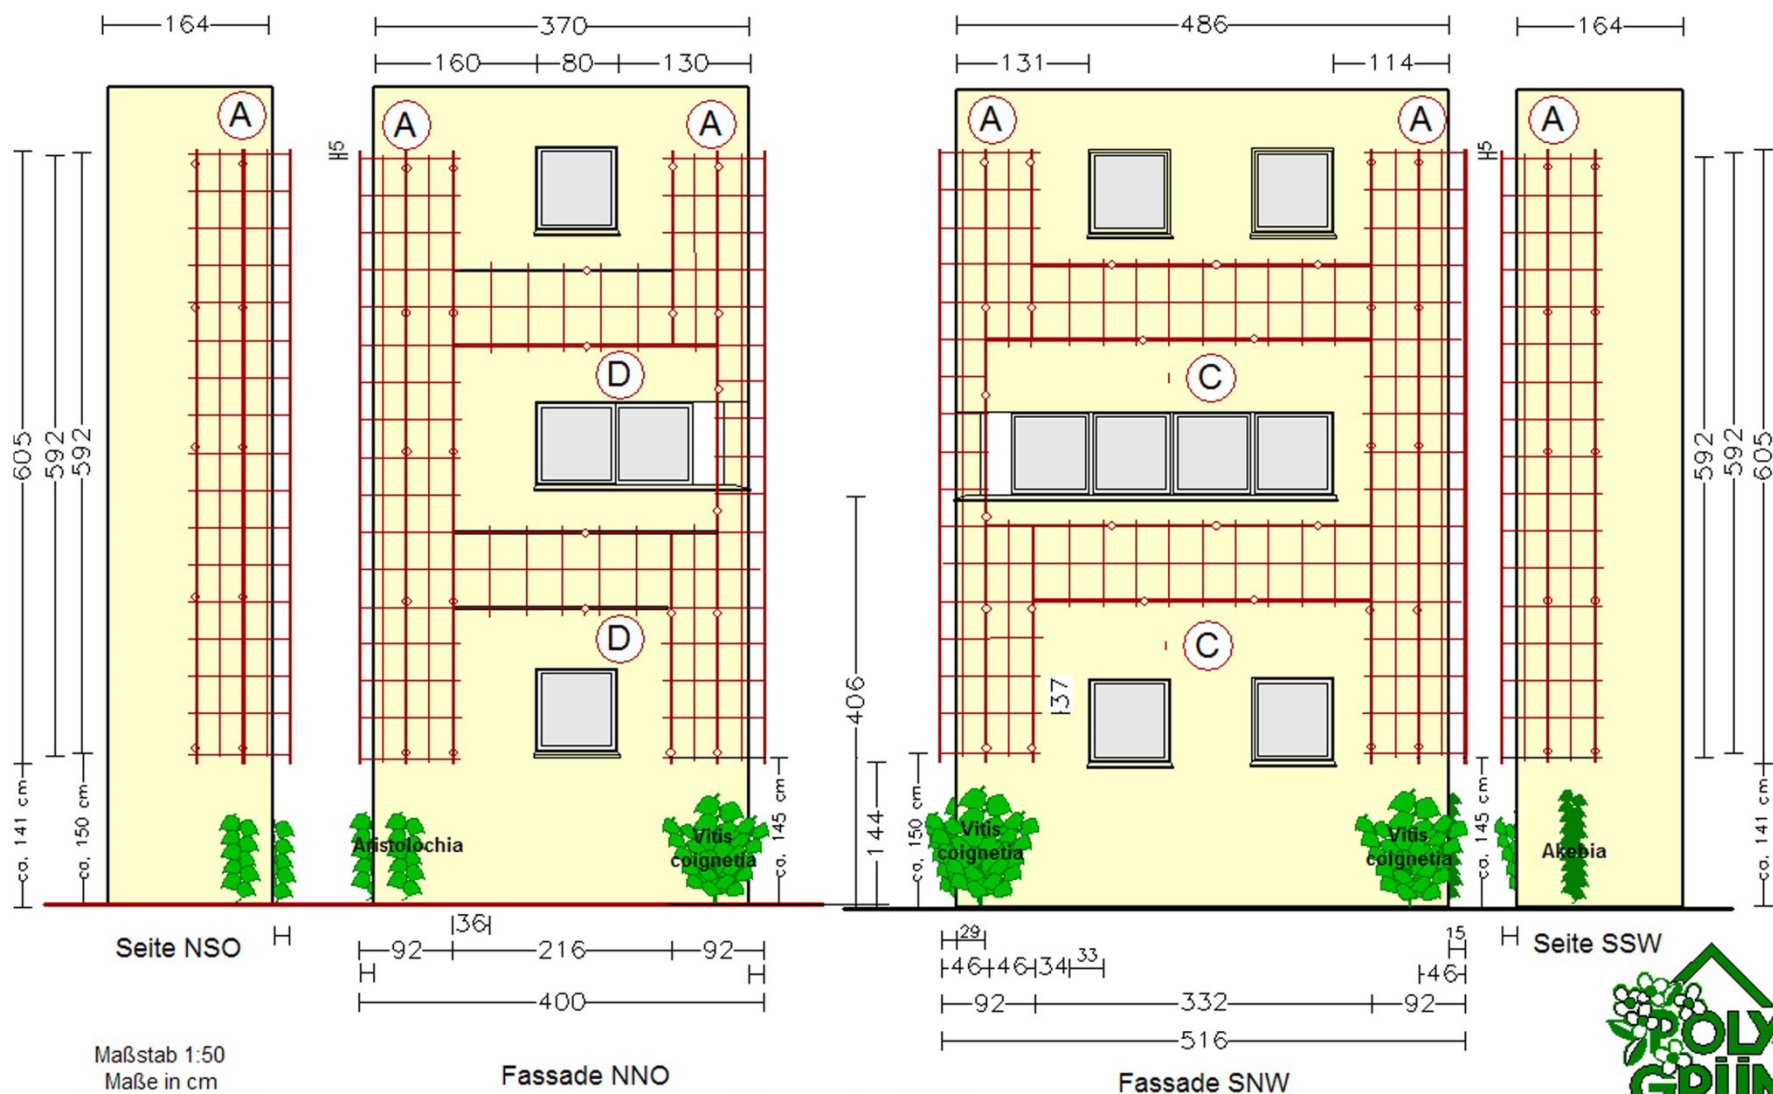 164
370
486
164
160
80
130
131
114
A
A
A
A
A
A
5
5
D
C
D
C
605
592
592
592
592
605
406
37
ca. 141 cm
ca. 150 cm
ca. 145 cm
144
ca. 150 cm
ca. 145 cm
ca. 141 cm
Aristolochia
Vitis
coignetia
Vitis
coignetia
Vitis
coignetia
Akebia
Seite NSO
Seite SSW
36
92
216
92
400
29
15
46
46
34
33
46
92
332
92
516
Maßstab 1:50
Maße in cm
Fassade NNO
Fassade SNW
POLY
GRÜN